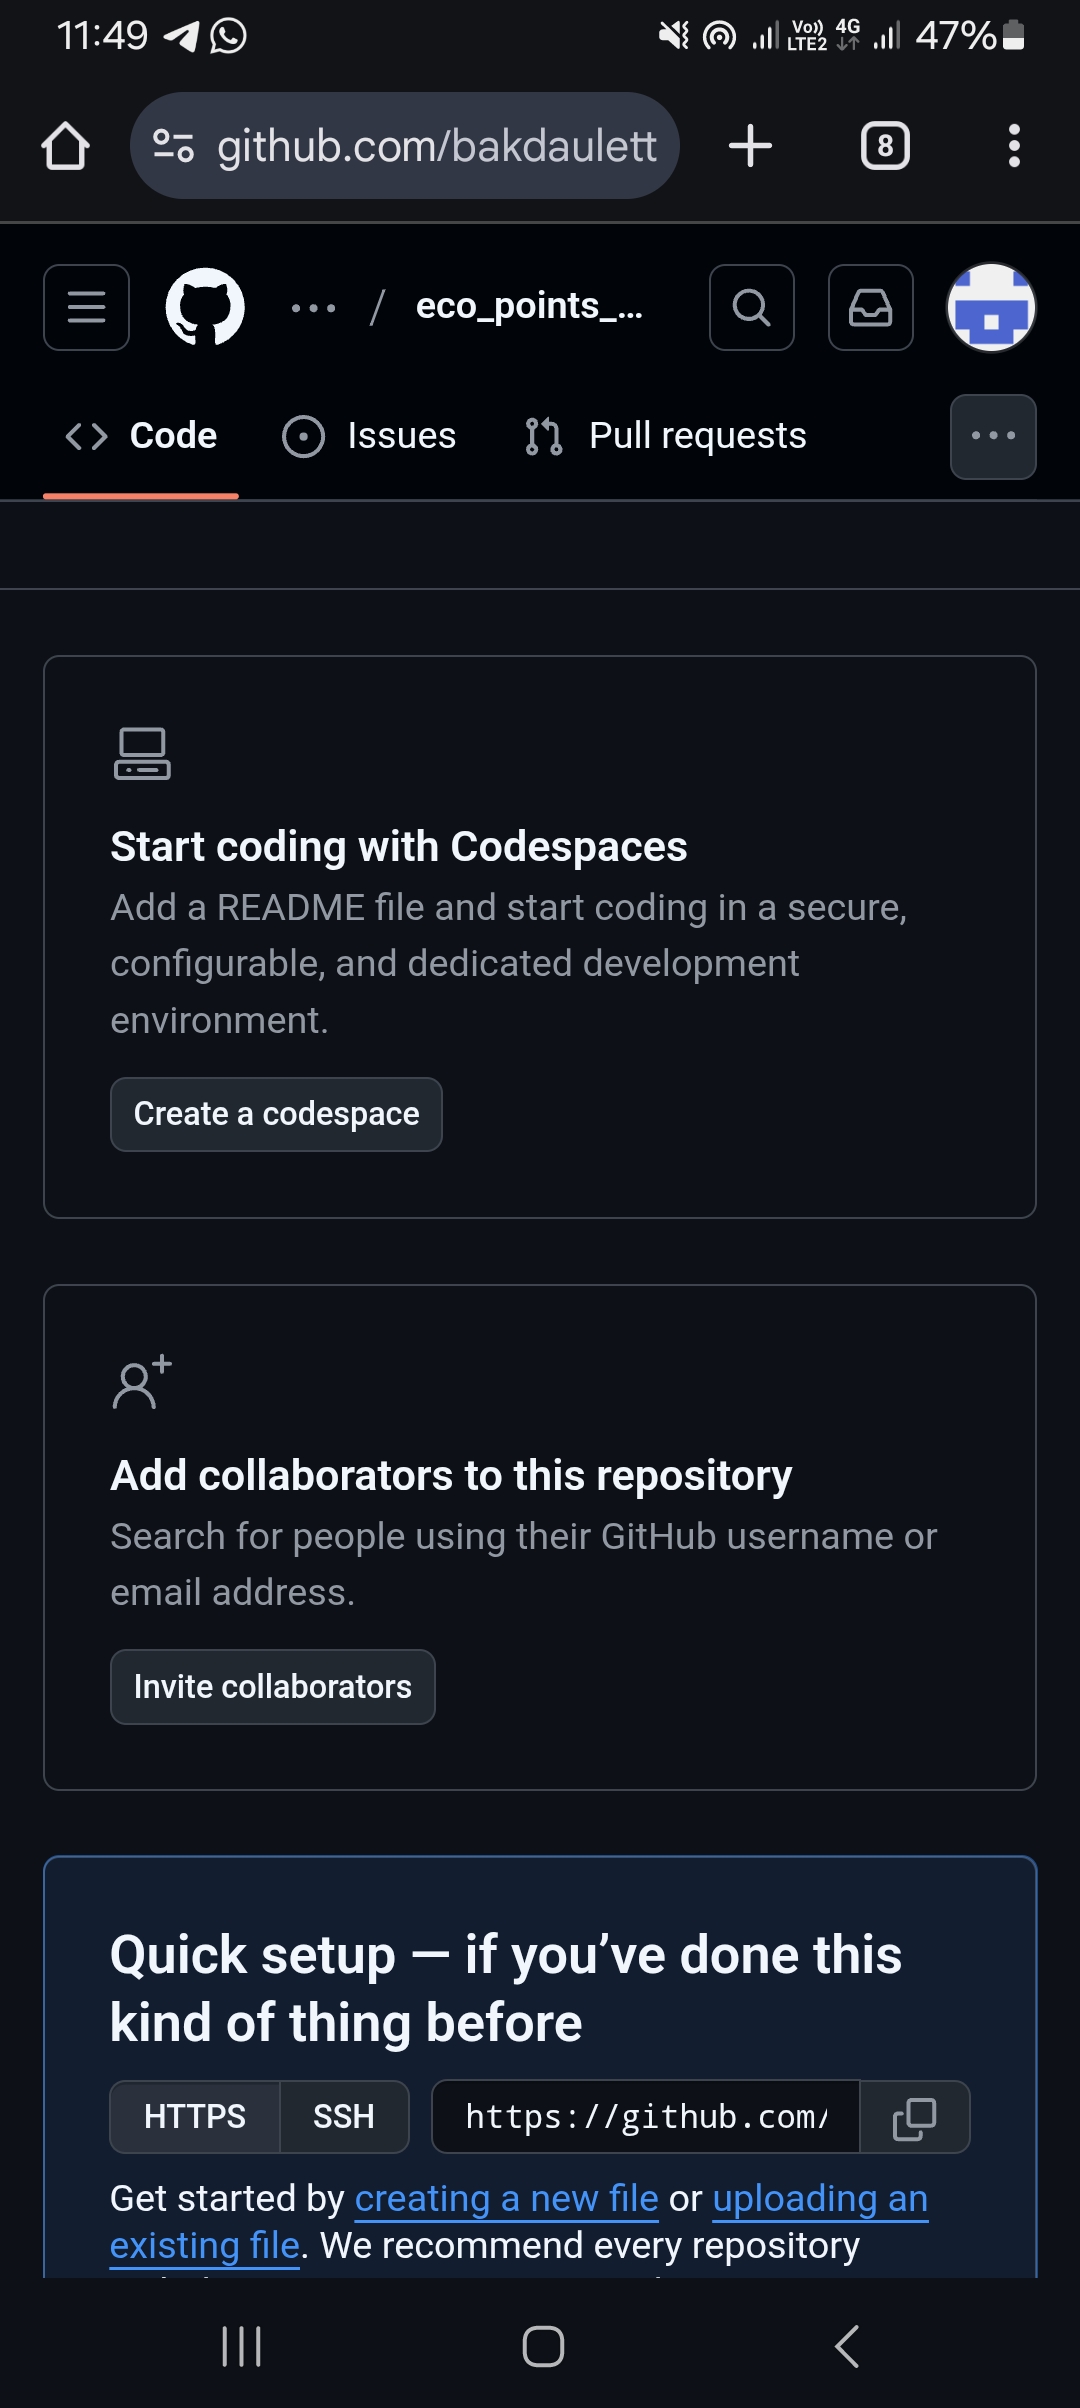 11:49
Vo)) LTE2 4G 47%
github.com/bakdaulett
8
/ eco_points_...
Code Issues Pull requests
Start coding with Codespaces
Add a README file and start coding in a secure,
configurable, and dedicated development
environment.
Create a codespace
Add collaborators to this repository
Search for people using their GitHub username or
email address.
Invite collaborators
Quick setup — if you’ve done this
kind of thing before
HTTPS SSH https://github.com/
Get started by creating a new file or uploading an
existing file. We recommend every repository